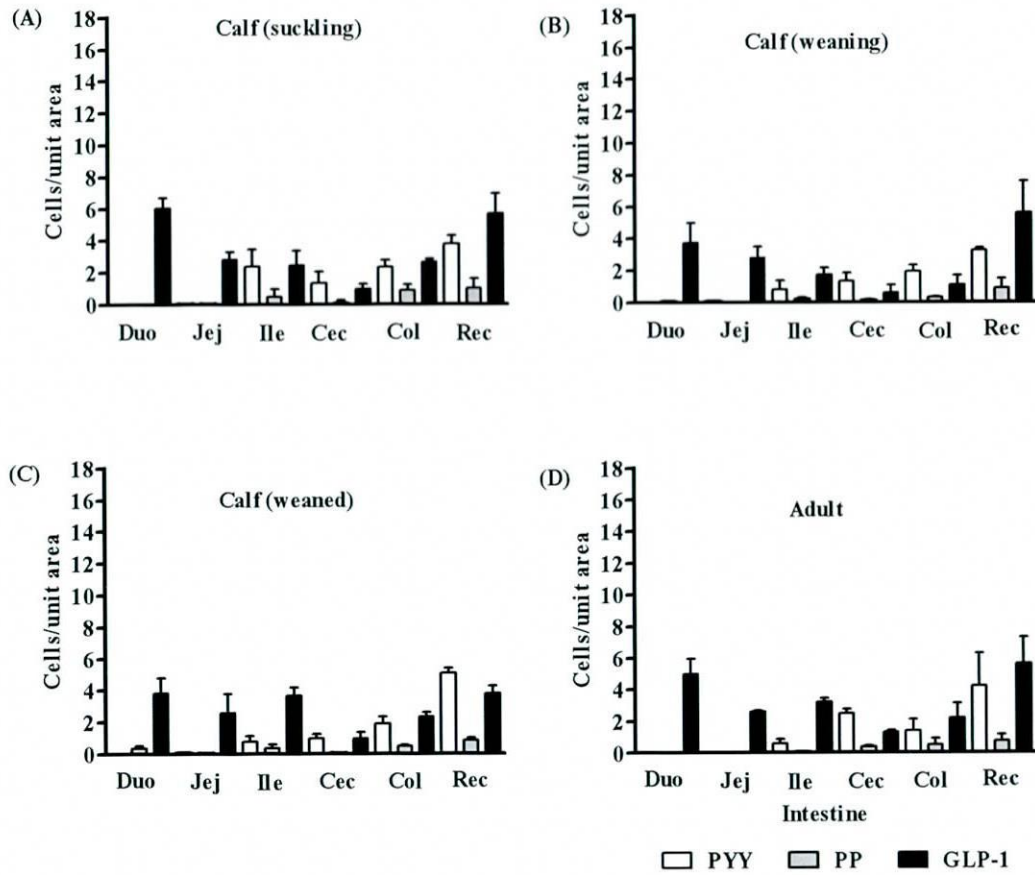 (A)
Calf (suckling)
Cells/unit area
18
16
14
12
10
8
6
4
2
0
Duo Jej Ile Cec Col Rec
(B)
Calf (weaning)
Cells/unit area
18
16
14
12
10
8
6
4
2
0
Duo Jej Ile Cec Col Rec
(C)
Calf (weaned)
Cells/unit area
18
16
14
12
10
8
6
4
2
0
Duo Jej Ile Cec Col Rec
(D)
Adult
Cells/unit area
18
16
14
12
10
8
6
4
2
0
Duo Jej Ile Cec Col Rec
Intestine
PYY PP GLP-1